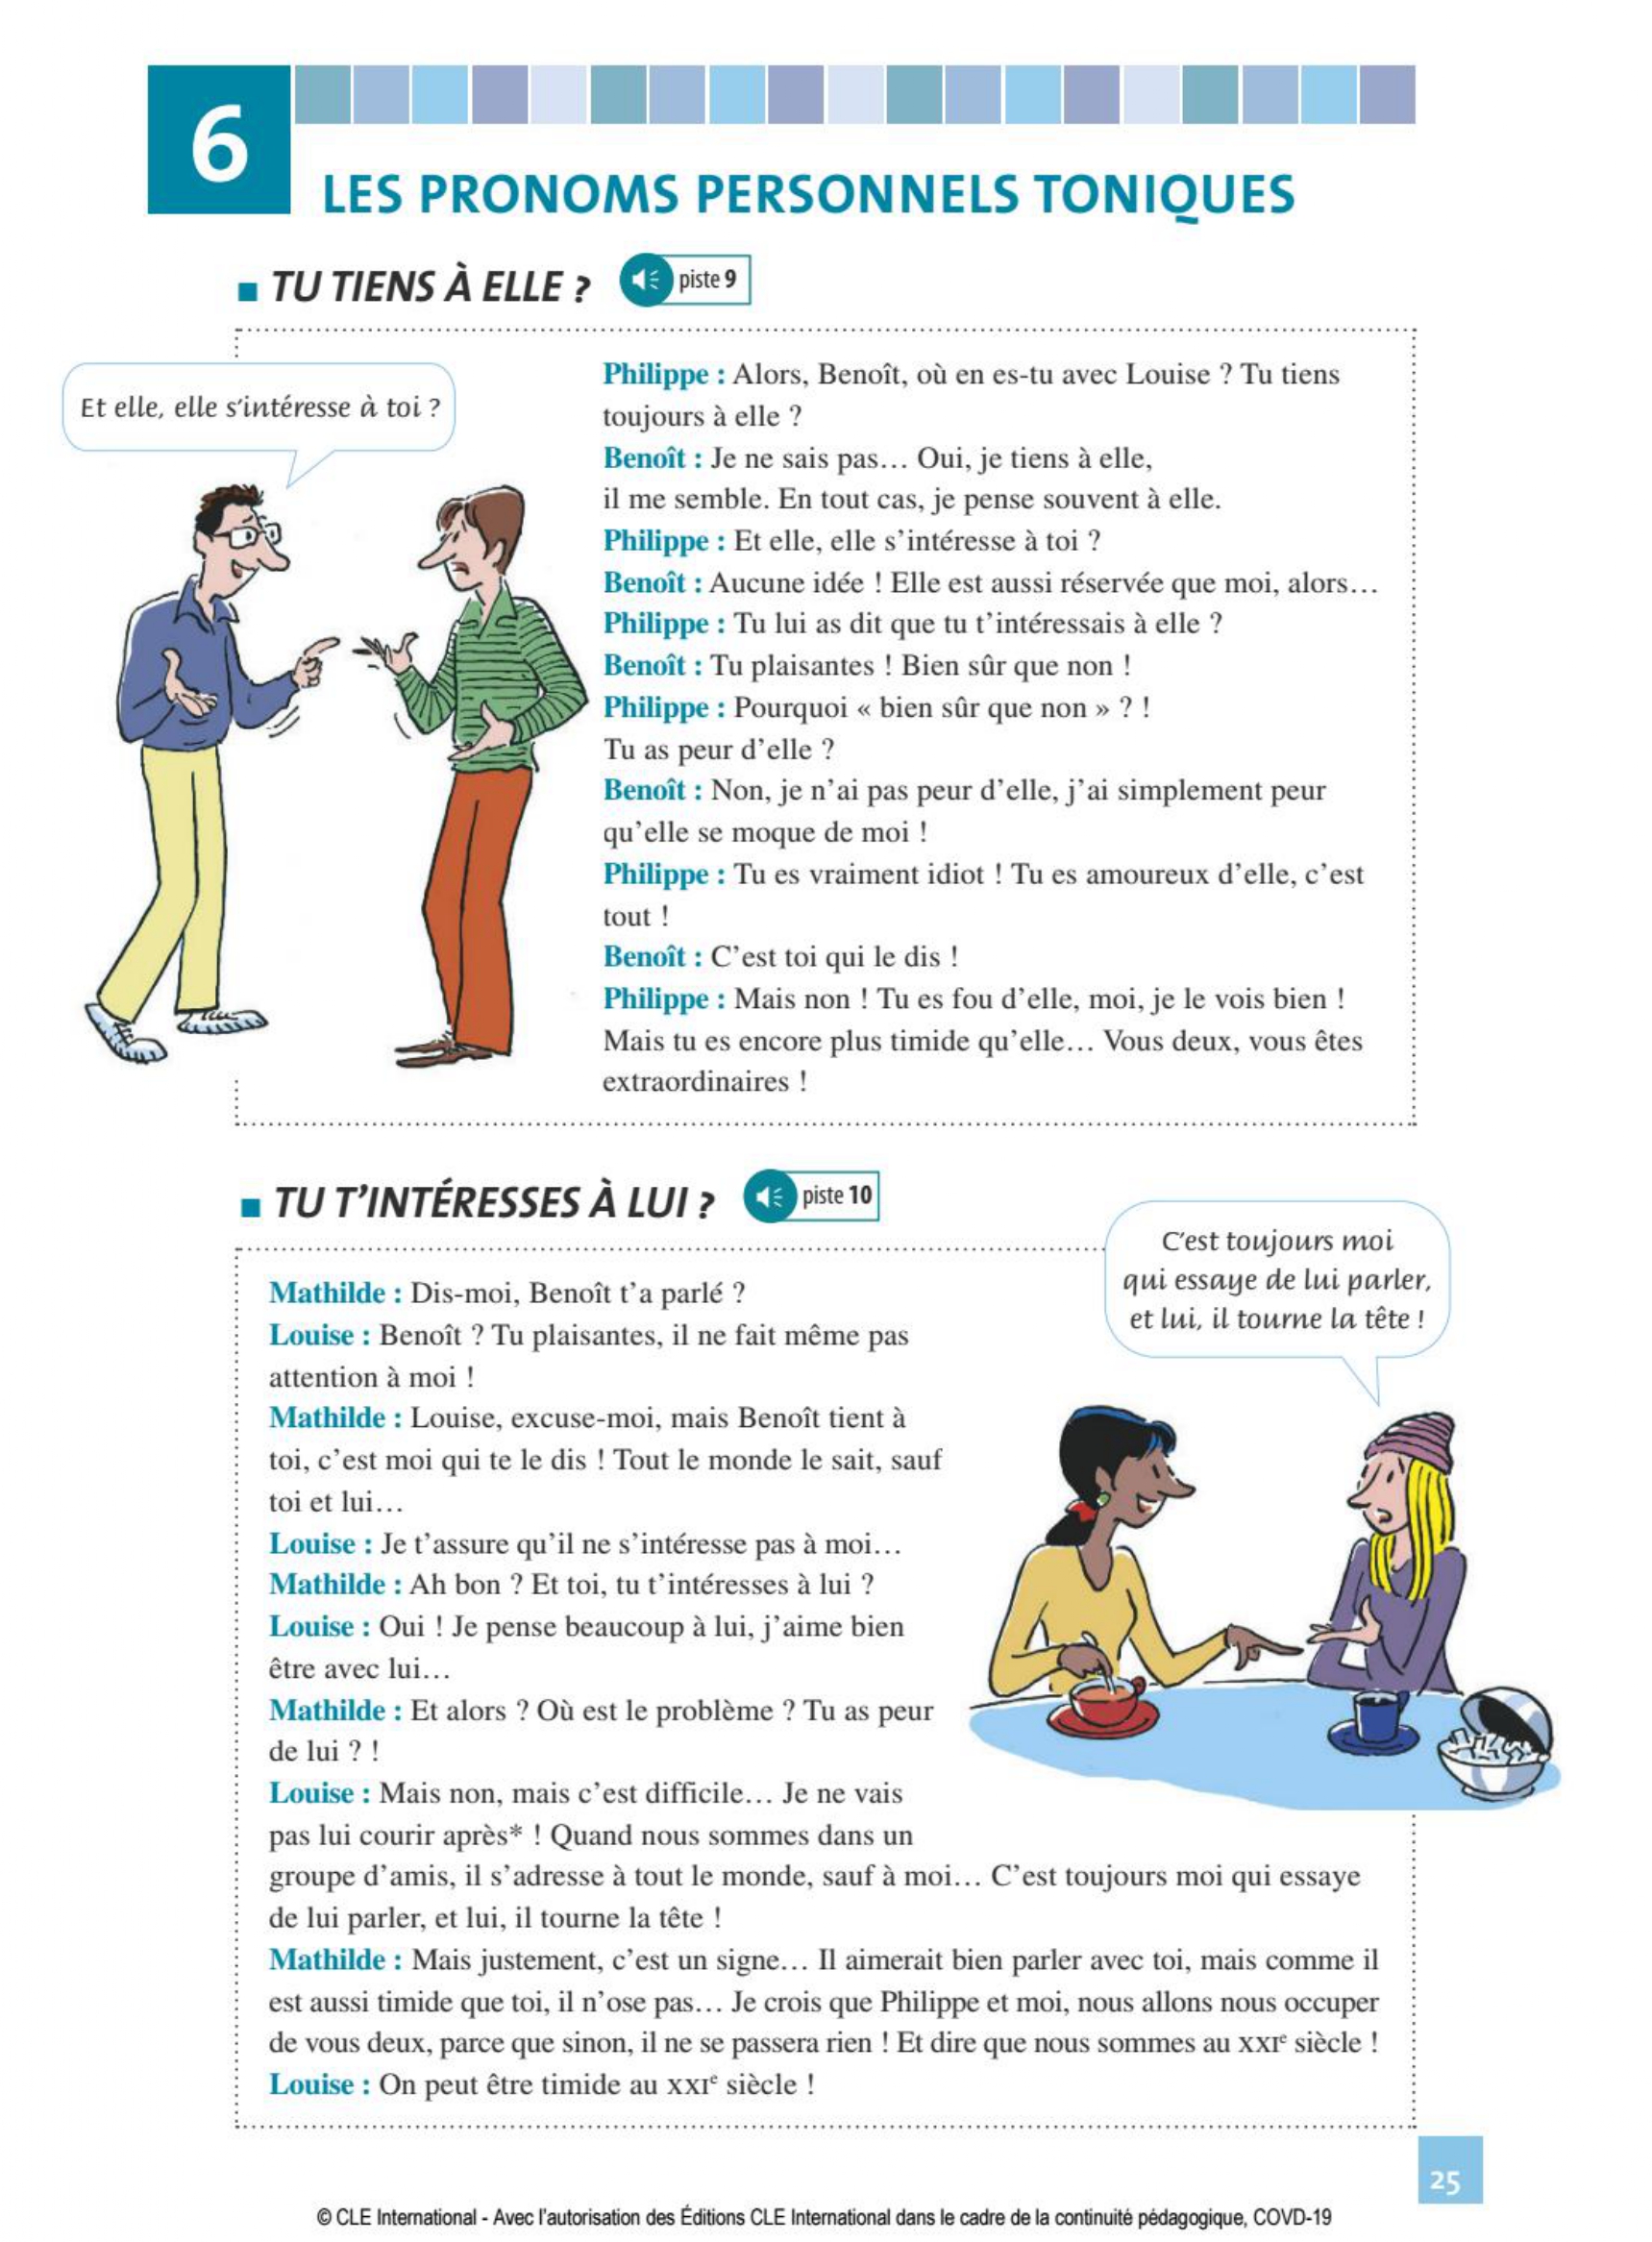 6
LES PRONOMS PERSONNELS TONIQUES
TU TIENS À ELLE ?
piste 9
Et elle, elle s'intéresse à toi ?
Philippe : Alors, Benoît, où en es-tu avec Louise ? Tu tiens
toujours à elle ?
Benoît : Je ne sais pas… Oui, je tiens à elle,
il me semble. En tout cas, je pense souvent à elle.
Philippe : Et elle, elle s'intéresse à toi ?
Benoît : Aucune idée ! Elle est aussi réservée que moi, alors…
Philippe : Tu lui as dit que tu t'intéressais à elle ?
Benoît : Tu plaisantes ! Bien sûr que non !
Philippe : Pourquoi « bien sûr que non » ? !
Tu as peur d'elle ?
Benoît : Non, je n'ai pas peur d'elle, j'ai simplement peur
qu'elle se moque de moi !
Philippe : Tu es vraiment idiot ! Tu es amoureux d'elle, c'est
tout !
Benoît : C'est toi qui le dis !
Philippe : Mais non ! Tu es fou d'elle, moi, je le vois bien !
Mais tu es encore plus timide qu'elle… Vous deux, vous êtes
extraordinaires !
TU T'INTÉRESSES À LUI ?
piste 10
C'est toujours moi
qui essaye de lui parler,
et lui, il tourne la tête !
Mathilde : Dis-moi, Benoît t'a parlé ?
Louise : Benoît ? Tu plaisantes, il ne fait même pas
attention à moi !
Mathilde : Louise, excuse-moi, mais Benoît tient à
toi, c'est moi qui te le dis ! Tout le monde le sait, sauf
toi et lui…
Louise : Je t'assure qu'il ne s'intéresse pas à moi…
Mathilde : Ah bon ? Et toi, tu t'intéresses à lui ?
Louise : Oui ! Je pense beaucoup à lui, j'aime bien
être avec lui…
Mathilde : Et alors ? Où est le problème ? Tu as peur
de lui ? !
Louise : Mais non, mais c'est difficile… Je ne vais
pas lui courir après* ! Quand nous sommes dans un
groupe d'amis, il s'adresse à tout le monde, sauf à moi… C'est toujours moi qui essaye
de lui parler, et lui, il tourne la tête !
Mathilde : Mais justement, c'est un signe… Il aimerait bien parler avec toi, mais comme il
est aussi timide que toi, il n'ose pas… Je crois que Philippe et moi, nous allons nous occuper
de vous deux, parce que sinon, il ne se passera rien ! Et dire que nous sommes au XXIe siècle !
Louise : On peut être timide au XXIe siècle !
25
© CLE International - Avec l'autorisation des Éditions CLE International dans le cadre de la continuité pédagogique, COVD-19